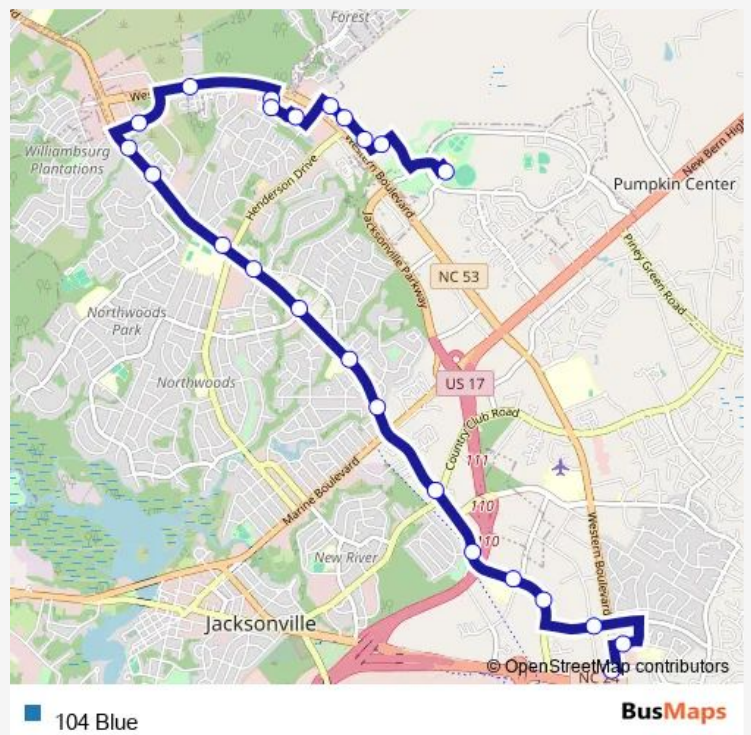 Forest
Wes
Williambsurg
Plantations
Henderson Drive
Western Boulevard
New Bern High
Pumpkin Center
Jacksonville Parkway
NC 53
Piney Green Road
Northwoods
Park
Northwoods
US 17
Country Club Road
111
Marine Boulevard
110
110
New River
Western Boulevard
Jacksonville
© OpenStreetMap contributors
NC 24
104 Blue
BusMaps